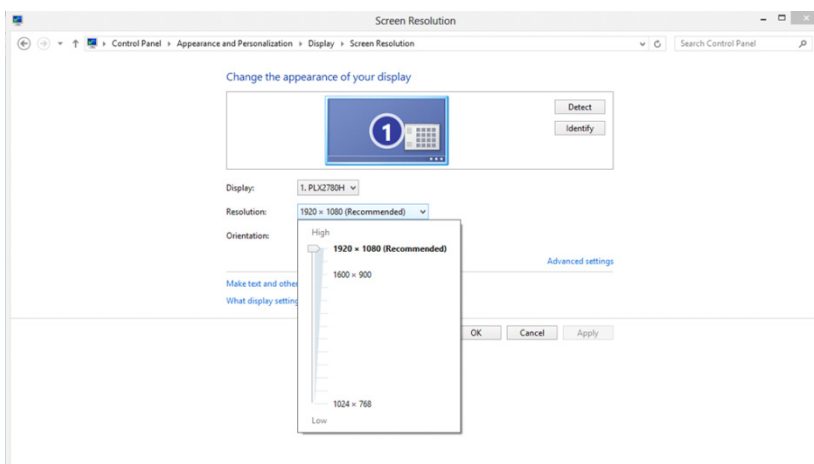 Screen Resolution
Control Panel Appearance and Personalization Display Screen Resolution Search Control Panel
Change the appearance of your display
1
Detect
Identify
Display: 1. PLX2780H
Resolution: 1920 × 1080 (Recommended)
Orientation:
High
1920 × 1080 (Recommended)
Advanced settings
1600 × 900
Make text and other
What display setting
OK Cancel Apply
1024 × 768
Low